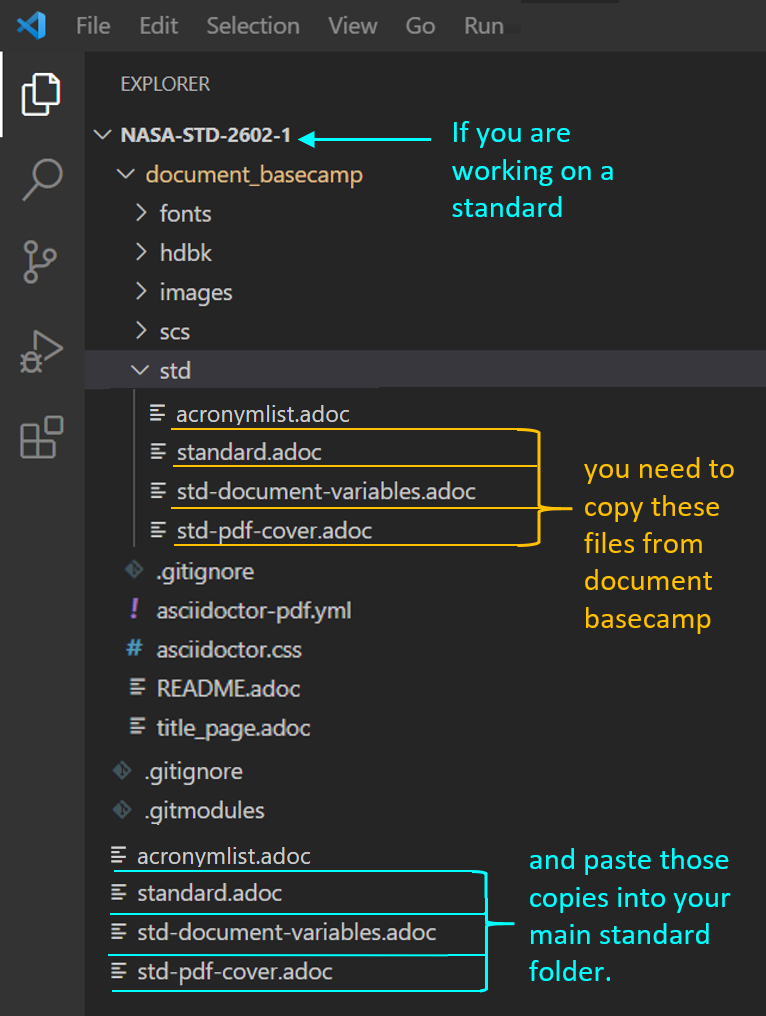 File Edit Selection View Go Run
EXPLORER
NASA-STD-2602-1
If you are
working on a
standard
document_basecamp
fonts
hdbk
images
scs
std
acronymlist.adoc
standard.adoc
std-document-variables.adoc
std-pdf-cover.adoc
you need to
copy these
files from
document
basecamp
.gitignore
! asciidoctor-pdf.yml
# asciidoctor.css
README.adoc
title_page.adoc
.gitignore
.gitmodules
acronymlist.adoc
standard.adoc
std-document-variables.adoc
std-pdf-cover.adoc
and paste those
copies into your
main standard
folder.